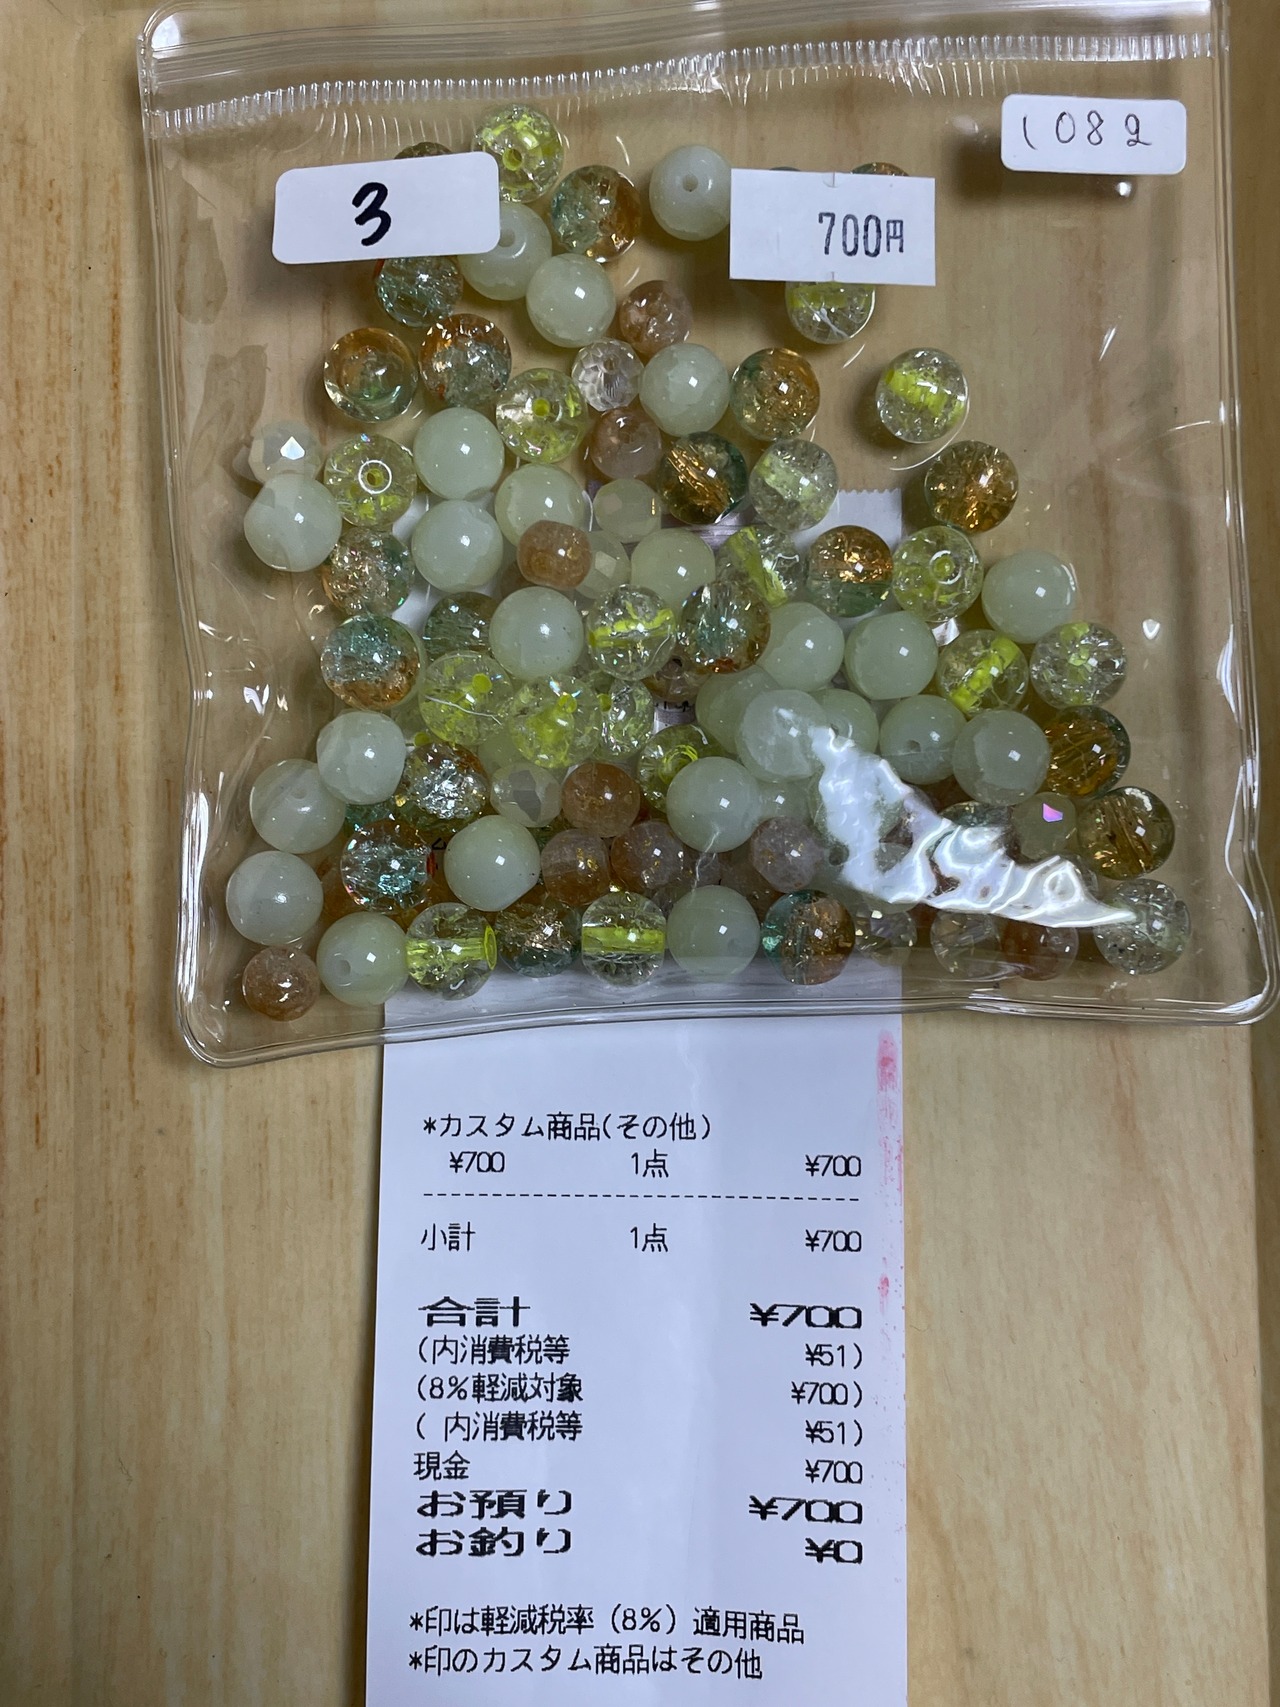 1082
3
700円
*カスタム商品(その他)
¥700 1点 ¥700
小計 1点 ¥700
合計 ¥700
(内消費税等 ¥51)
(8%軽減対象 ¥700)
( 内消費税等 ¥51)
現金 ¥700
お預り ¥700
お釣り ¥0
*印は軽減税率(8%)適用商品
*印のカスタム商品はその他